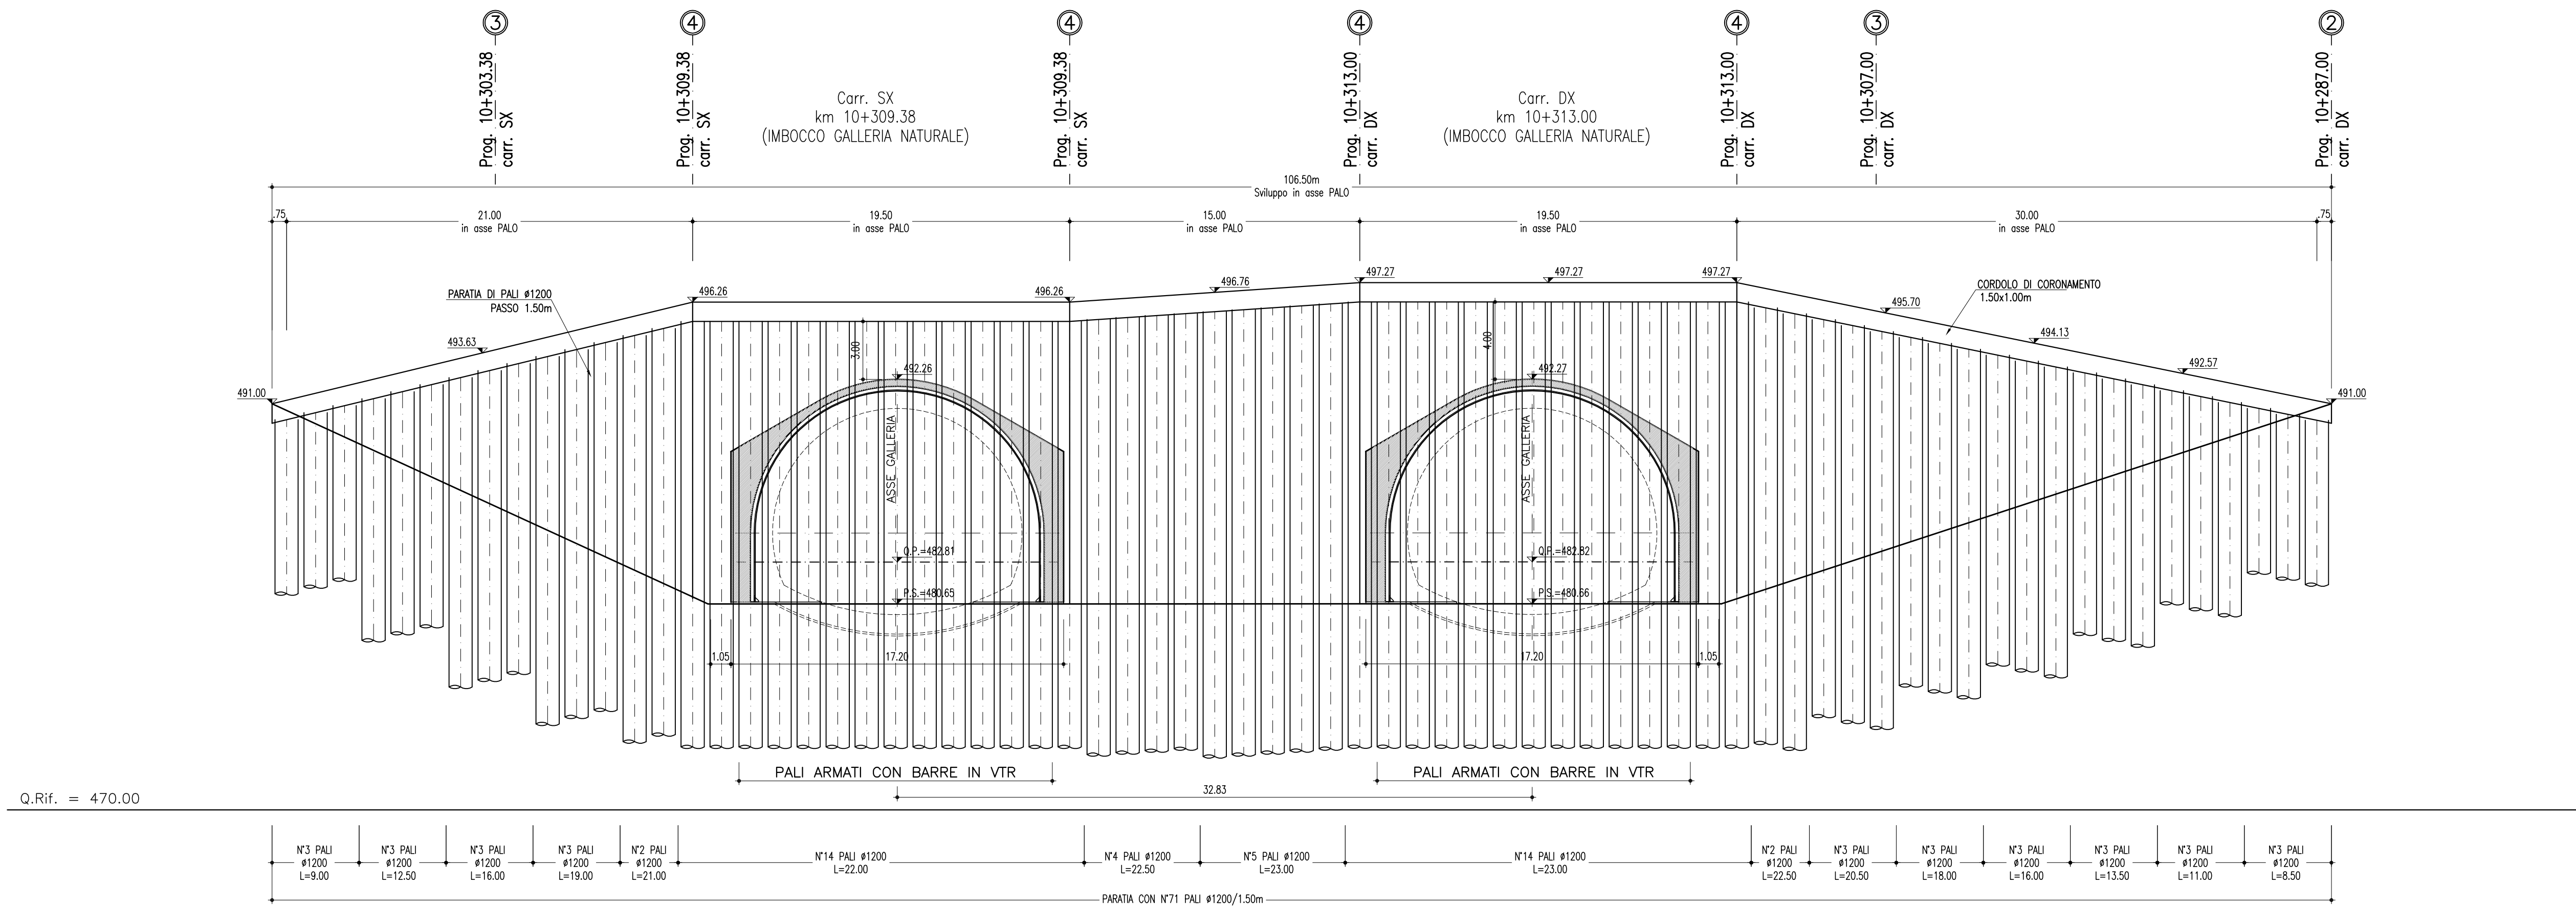 3
4
4
4
4
3
2
Prog. 10+303.38
carr. SX
Prog. 10+309.38
carr. SX
Prog. 10+309.38
carr. SX
Prog. 10+313.00
carr. DX
Prog. 10+313.00
carr. DX
Prog. 10+307.00
carr. DX
Prog. 10+287.00
carr. DX
Carr. SX
km 10+309.38
(IMBOCCO GALLERIA NATURALE)
Carr. DX
km 10+313.00
(IMBOCCO GALLERIA NATURALE)
106.50m
Sviluppo in asse PALO
.75
21.00
in asse PALO
19.50
in asse PALO
15.00
in asse PALO
19.50
in asse PALO
30.00
in asse PALO
.75
PARATIA DI PALI ø1200
PASSO 1.50m
496.26
496.26
496.76
497.27
497.27
497.27
CORDOLO DI CORONAMENTO
1.50x1.00m
495.70
494.13
492.57
491.00
493.63
491.00
3.00
492.26
4.00
492.27
ASSE GALLERIA
ASSE GALLERIA
Q.P.=482.81
P.S.=480.65
Q.P.=482.82
P.S.=480.66
1.05
17.20
17.20
1.05
PALI ARMATI CON BARRE IN VTR
PALI ARMATI CON BARRE IN VTR
32.83
Q.Rif. = 470.00
N°3 PALI
ø1200
L=9.00
N°3 PALI
ø1200
L=12.50
N°3 PALI
ø1200
L=16.00
N°3 PALI
ø1200
L=19.00
N°2 PALI
ø1200
L=21.00
N°14 PALI ø1200
L=22.00
N°4 PALI ø1200
L=22.50
N°5 PALI ø1200
L=23.00
N°14 PALI ø1200
L=23.00
N°2 PALI
ø1200
L=22.50
N°3 PALI
ø1200
L=20.50
N°3 PALI
ø1200
L=18.00
N°3 PALI
ø1200
L=16.00
N°3 PALI
ø1200
L=13.50
N°3 PALI
ø1200
L=11.00
N°3 PALI
ø1200
L=8.50
PARATIA CON N°71 PALI ø1200/1.50m